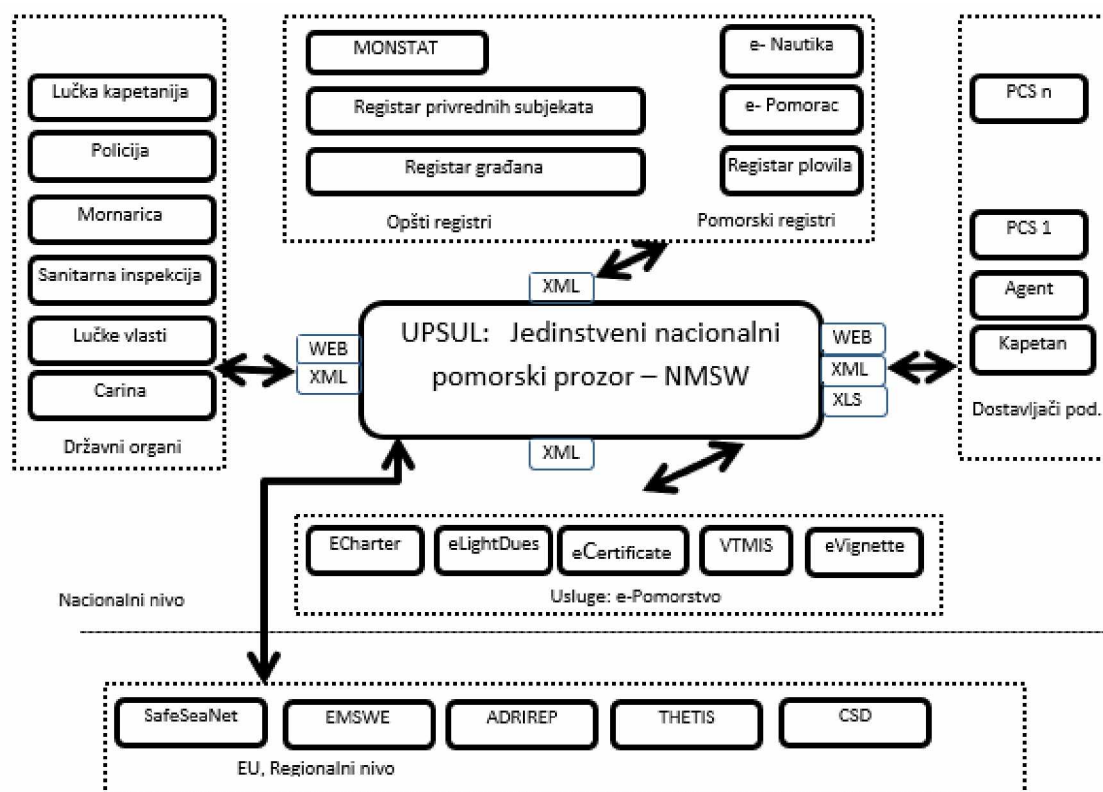 Lučka kapetanija
Policija
Mornarica
Sanitarna inspekcija
Lučke vlasti
Carina
Državni organi
MONSTAT
Registar privrednih subjekata
Registar građana
Opšti registri
e- Nautika
e- Pomorac
Registar plovila
Pomorski registri
PCS n
PCS 1
Agent
Kapetan
Dostavljači pod.
XML
WEB
XML
UPSUL: Jedinstveni nacionalni
pomorski prozor – NMSW
WEB
XML
XLS
XML
ECharter
eLightDues
eCertificate
VTMIS
eVignette
Usluge: e-Pomorstvo
Nacionalni nivo
SafeSeaNet
EMSWE
ADRIREP
THETIS
CSD
EU, Regionalni nivo